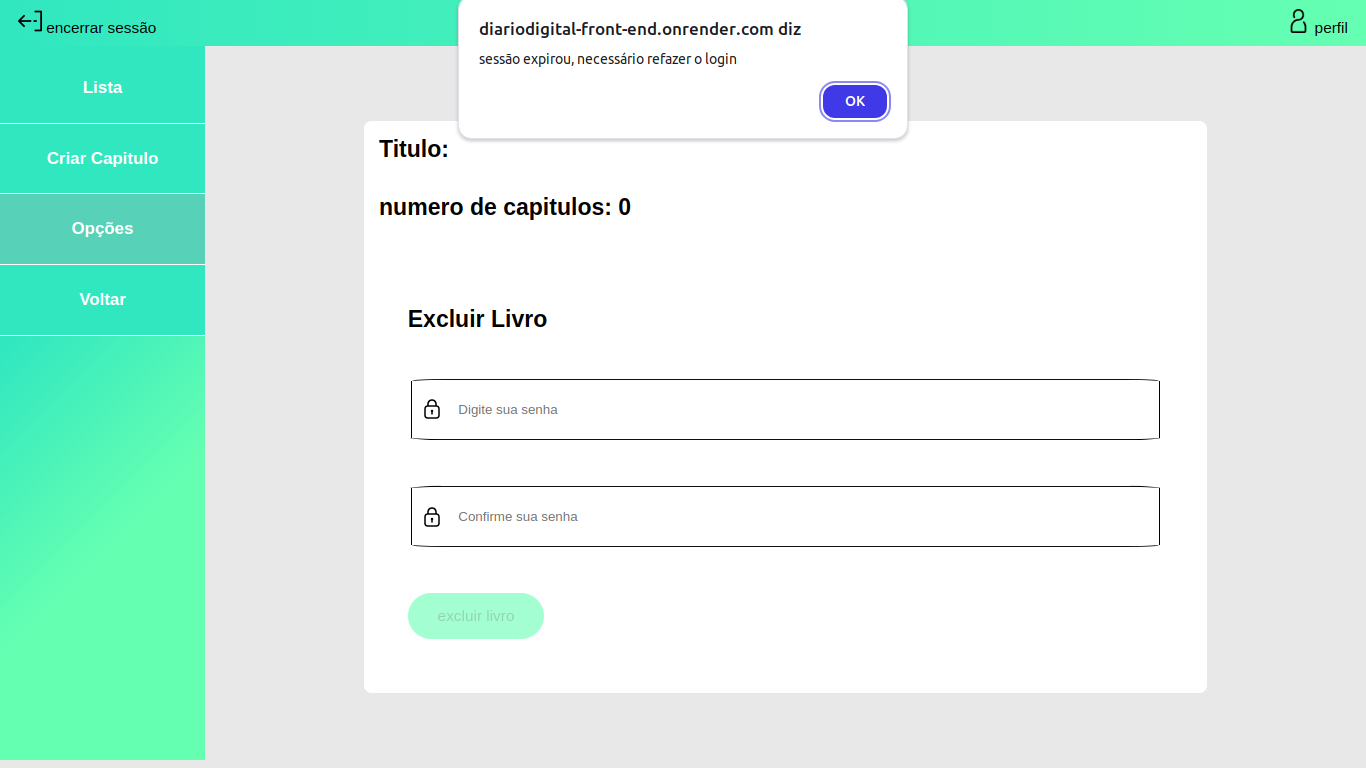 encerrar sessão
diariodigital-front-end.onrender.com diz
sessão expirou, necessário refazer o login
OK
perfil
Lista
Criar Capitulo
Opções
Voltar
Titulo:
numero de capitulos: 0
Excluir Livro
Digite sua senha
Confirme sua senha
excluir livro